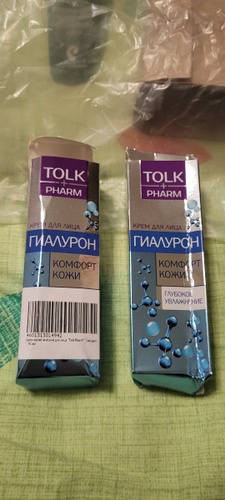 TOLK
PHARM
КРЕМ ДЛЯ ЛИЦА
ГИАЛУРОН
КОМФОРТ
КОЖИ
TOLK
PHARM
КРЕМ ДЛЯ ЛИЦА
ГИАЛУРОН
КОМФОРТ
КОЖИ
ГЛУБОКОЕ
УВЛАЖНЕНИЕ